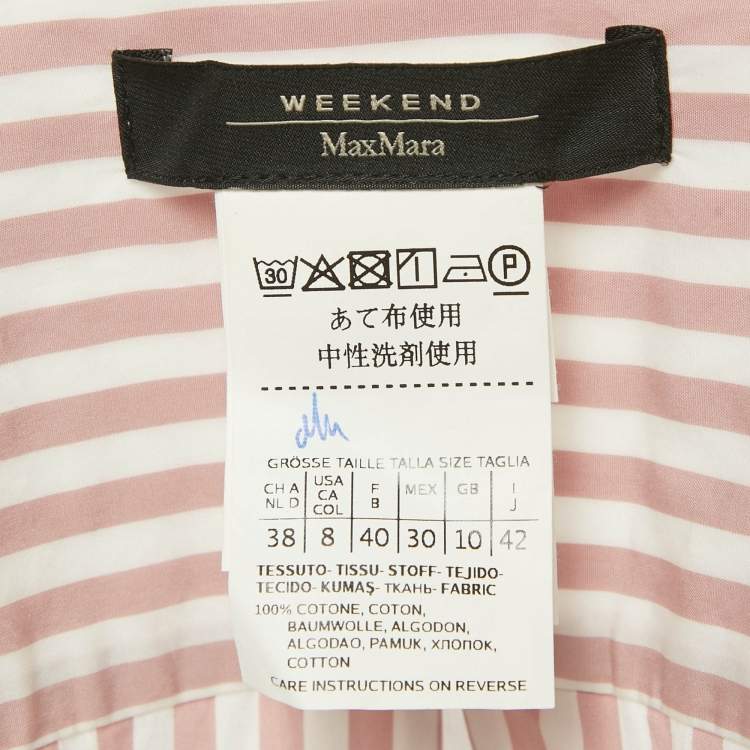 WEEKEND
MaxMara
30 P
あて布使用
中性洗剤使用
GRÖSSE TAILLE TALLA SIZE TAGLIA
CH A USA F MEX GB I
NL D CA B J
COL
38 8 40 30 10 42
TESSUTO- TISSU- STOFF- TEJIDO-
TECIDO- KUMAŞ- ТКАНЬ- FABRIC
100% COTONE, COTON,
BAUMWOLLE, ALGODON,
ALGODAO, PAMUK, ХЛОПОК,
COTTON
CARE INSTRUCTIONS ON REVERSE